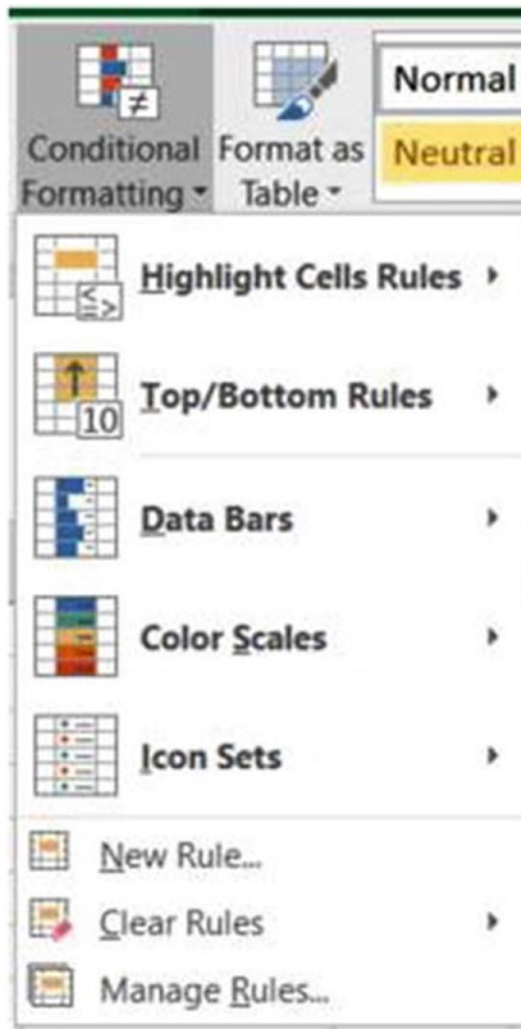 Conditional Formatting
Format as Table
Normal
Neutral
≠
Highlight Cells Rules
Top/Bottom Rules
10
Data Bars
Color Scales
Icon Sets
New Rule...
Clear Rules
Manage Rules...